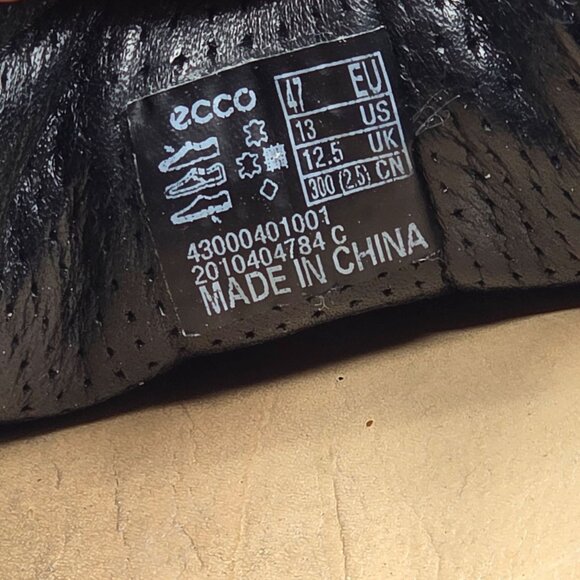 ecco
47 EU
13 US
12.5 UK
300 (2.5) CN
43000401001
2010404784 C
MADE IN CHINA